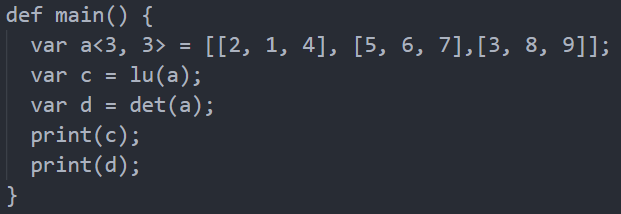 def main() {
  var a<3, 3> = [[2, 1, 4], [5, 6, 7],[3, 8, 9]];
  var c = lu(a);
  var d = det(a);
  print(c);
  print(d);
}